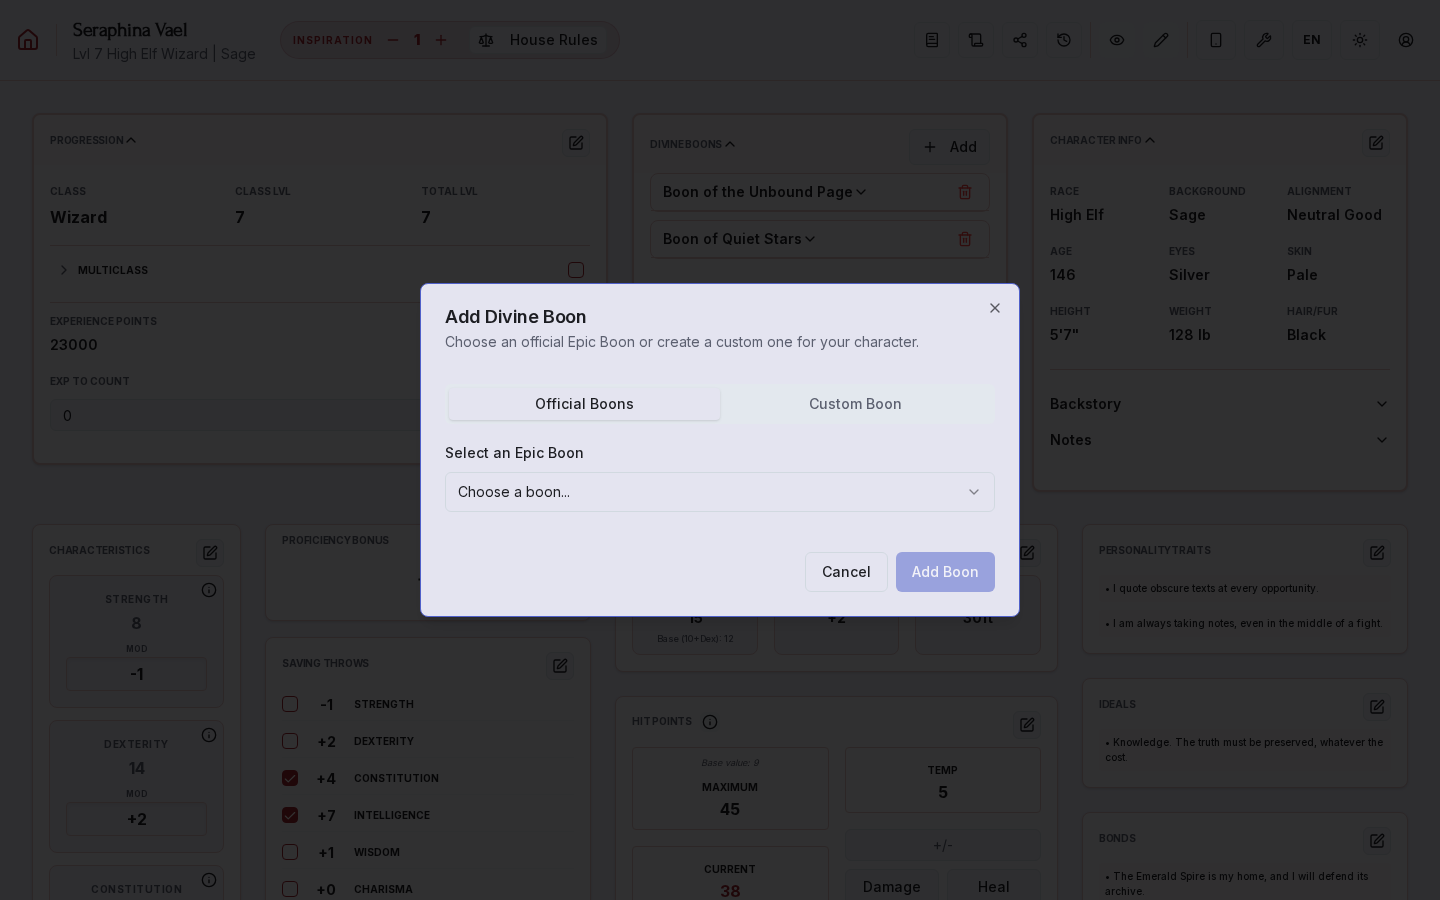 Seraphina Vael
Lvl 7 High Elf Wizard | Sage
INSPIRATION
1
House Rules
EN
PROGRESSION
CLASS
CLASS LVL
TOTAL LVL
Wizard
7
7
MULTICLASS
EXPERIENCE POINTS
23000
EXP TO COUNT
0
DIVINE BOONS
Add
Boon of the Unbound Page
Boon of Quiet Stars
CHARACTER INFO
RACE
BACKGROUND
ALIGNMENT
High Elf
Sage
Neutral Good
AGE
EYES
SKIN
146
Silver
Pale
HEIGHT
WEIGHT
HAIR/FUR
5'7"
128 lb
Black
Backstory
Notes
Add Divine Boon
Choose an official Epic Boon or create a custom one for your character.
Official Boons
Custom Boon
Select an Epic Boon
Choose a boon...
Cancel
Add Boon
CHARACTERISTICS
STRENGTH
8
MOD
-1
DEXTERITY
14
MOD
+2
CONSTITUTION
PROFICIENCY BONUS
SAVING THROWS
-1 STRENGTH
+2 DEXTERITY
+4 CONSTITUTION
+7 INTELLIGENCE
+1 WISDOM
+0 CHARISMA
15
+2
30ft
Base (10+Dex): 12
HIT POINTS
Base value: 9
MAXIMUM
45
TEMP
5
+/-
CURRENT
38
Damage
Heal
PERSONALITY TRAITS
• I quote obscure texts at every opportunity.
• I am always taking notes, even in the middle of a fight.
IDEALS
• Knowledge. The truth must be preserved, whatever the
cost.
BONDS
• The Emerald Spire is my home, and I will defend its
archive.